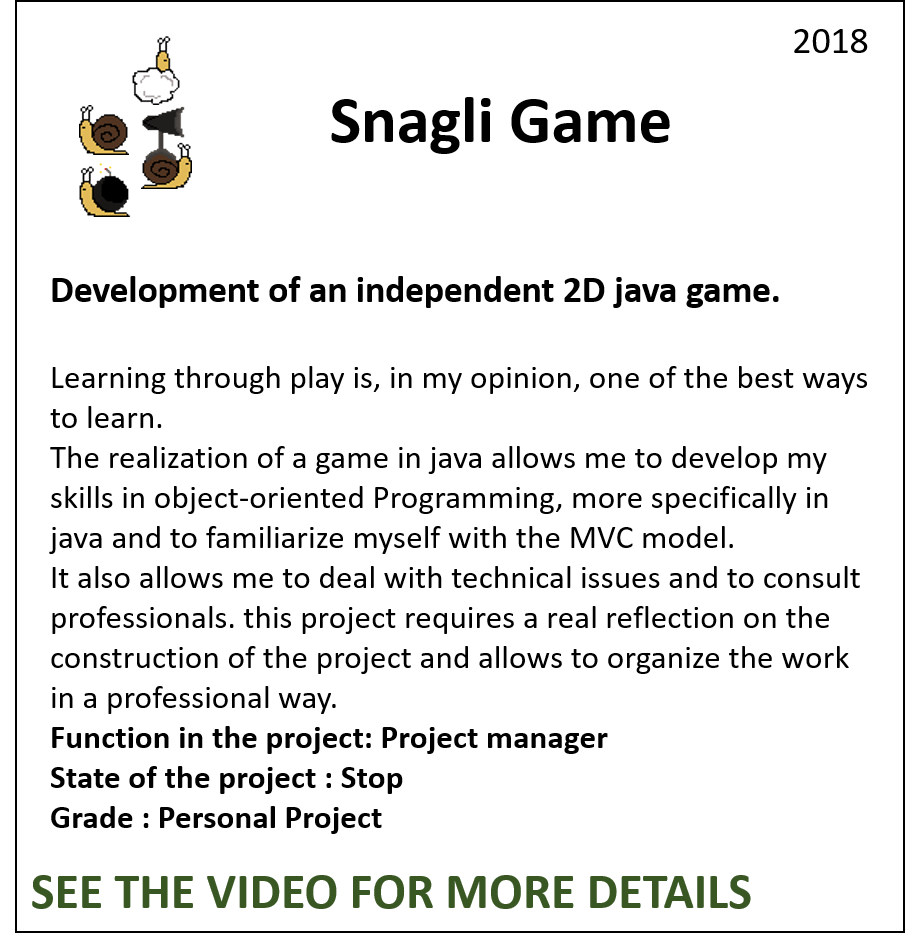 2018
Snagli Game
Development of an independent 2D java game.
Learning through play is, in my opinion, one of the best ways
to learn.
The realization of a game in java allows me to develop my
skills in object-oriented Programming, more specifically in
java and to familiarize myself with the MVC model.
It also allows me to deal with technical issues and to consult
professionals. this project requires a real reflection on the
construction of the project and allows to organize the work
in a professional way.
Function in the project: Project manager
State of the project : Stop
Grade : Personal Project
SEE THE VIDEO FOR MORE DETAILS